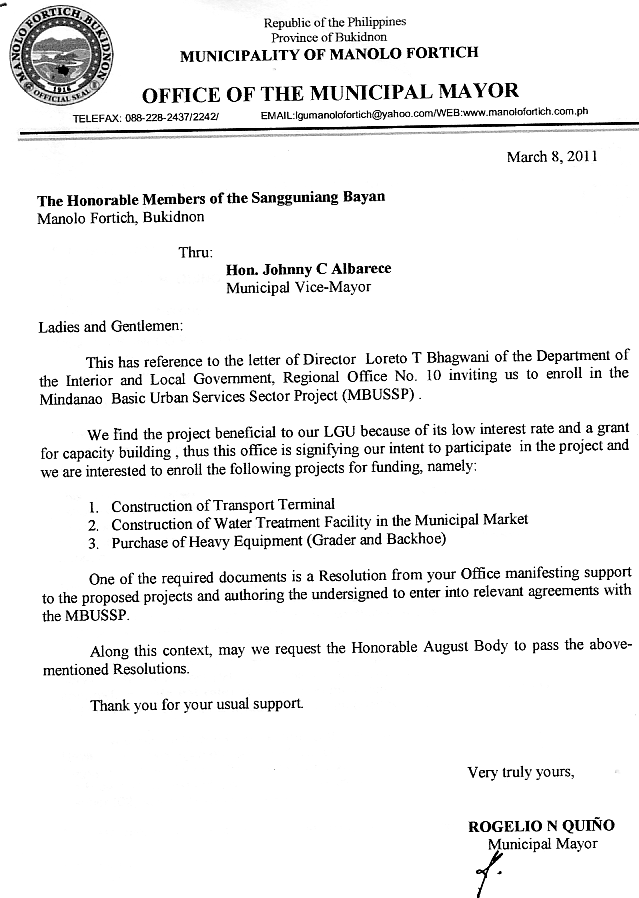 MANOLO FORTICH, BUKIDNON
1916
OFFICIAL SEAL
Republic of the Philippines
Province of Bukidnon
MUNICIPALITY OF MANOLO FORTICH
OFFICE OF THE MUNICIPAL MAYOR
TELEFAX: 088-228-2437/2242/ EMAIL:lgumanolofortich@yahoo.com/WEB:www.manolofortich.com.ph
March 8, 2011
The Honorable Members of the Sangguniang Bayan
Manolo Fortich, Bukidnon
Thru:
Hon. Johnny C Albarece
Municipal Vice-Mayor
Ladies and Gentlemen:
This has reference to the letter of Director Loreto T Bhagwani of the Department of
the Interior and Local Government, Regional Office No. 10 inviting us to enroll in the
Mindanao Basic Urban Services Sector Project (MBUSSP) .
We find the project beneficial to our LGU because of its low interest rate and a grant
for capacity building , thus this office is signifying our intent to participate in the project and
we are interested to enroll the following projects for funding, namely:
1. Construction of Transport Terminal
2. Construction of Water Treatment Facility in the Municipal Market
3. Purchase of Heavy Equipment (Grader and Backhoe)
One of the required documents is a Resolution from your Office manifesting support
to the proposed projects and authoring the undersigned to enter into relevant agreements with
the MBUSSP.
Along this context, may we request the Honorable August Body to pass the above-
mentioned Resolutions.
Thank you for your usual support.
Very truly yours,
ROGELIO N QUIÑO
Municipal Mayor